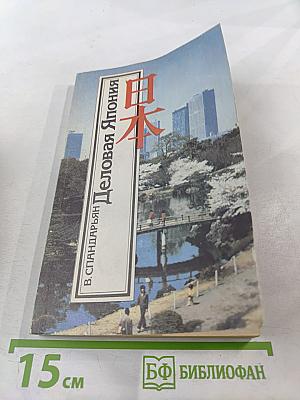 В. СПАНДАРЬЯН
Деловая Япония
日本
15 см
БФ БИБЛИОФАН